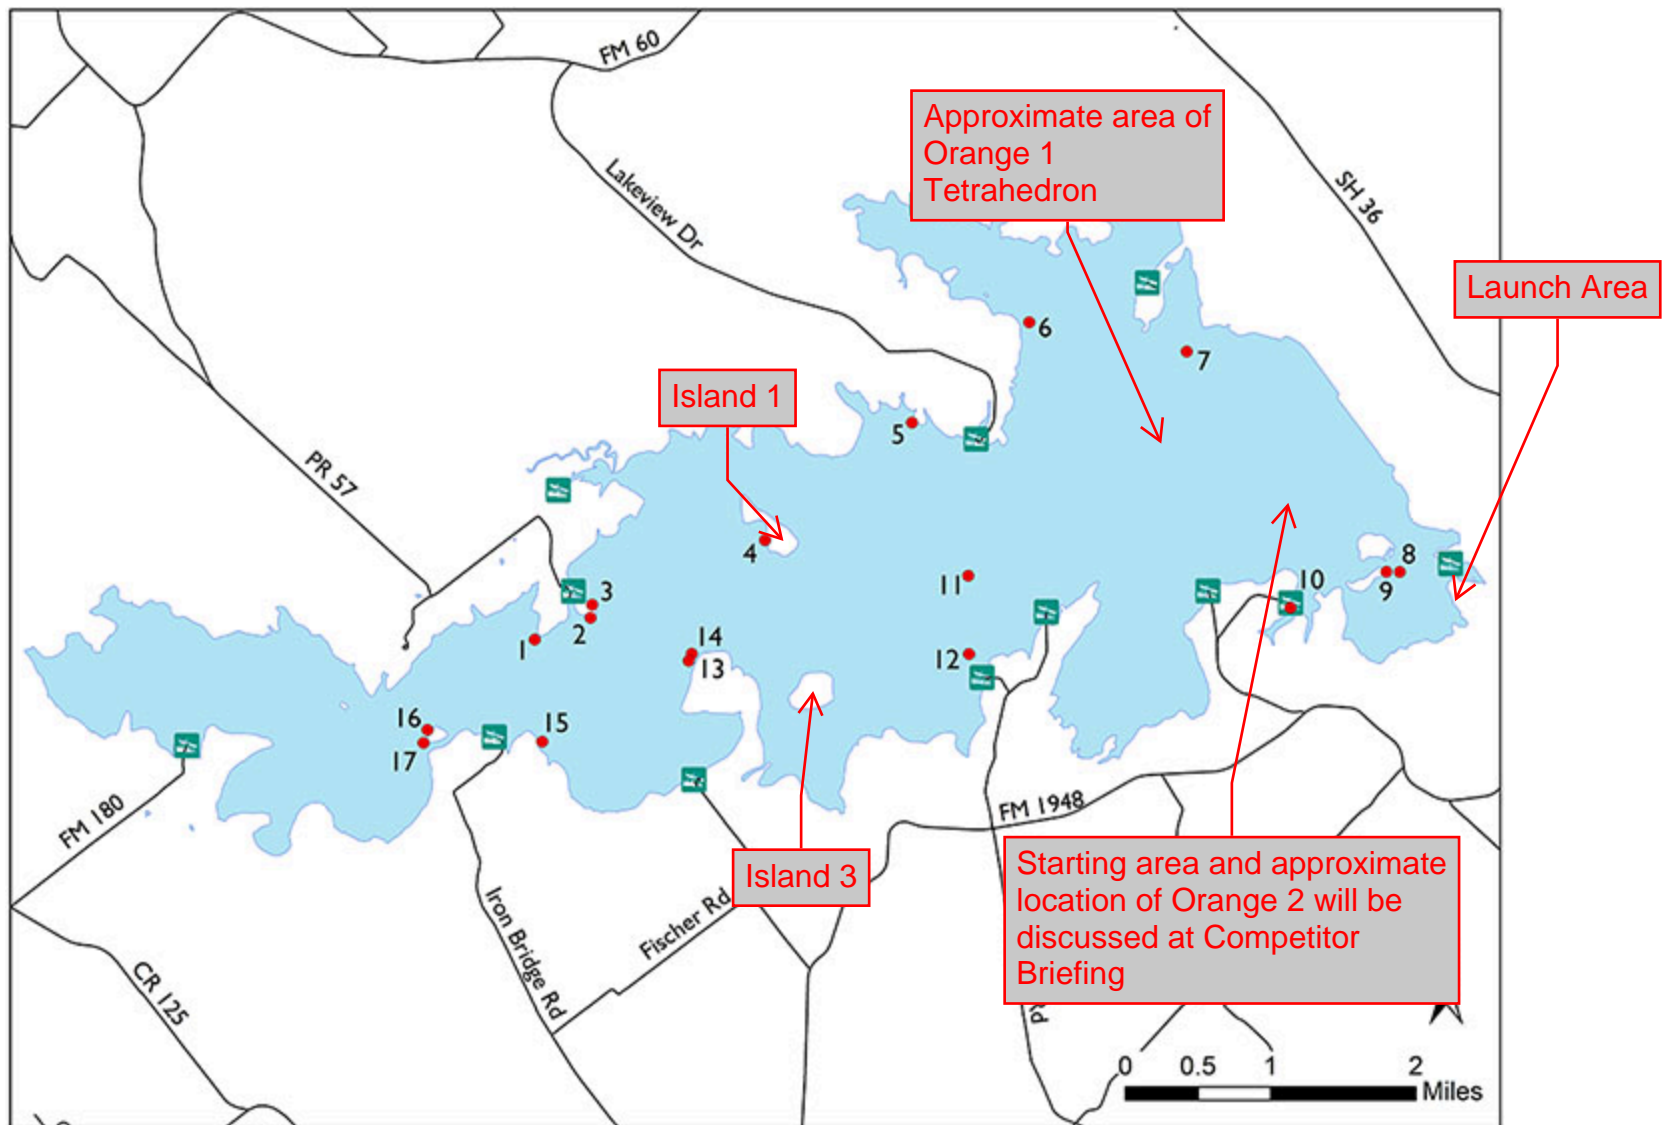 FM 60
Approximate area of
Orange 1
Tetrahedron
Lakeview Dr
SH 36
Launch Area
6
7
Island 1
5
PR 57
4
8
9
10
11
3
2
1
14
13
12
16
17
15
FM 180
FM 1948
Island 3
Starting area and approximate
location of Orange 2 will be
discussed at Competitor
Briefing
Iron Bridge Rd
Fischer Rd
CR 125
Rd
0 0.5 1 2
Miles